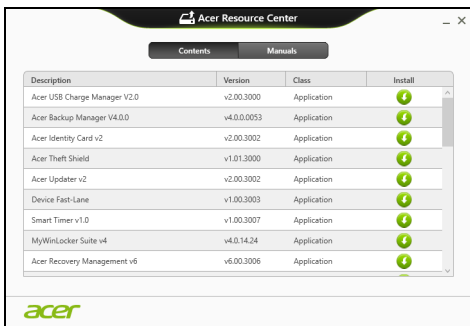 Acer Resource Center
Contents Manuals
Description Version Class Install
Acer USB Charge Manager V2.0 v2.00.3000 Application
Acer Backup Manager V4.0.0 v4.0.0.0053 Application
Acer Identity Card v2 v2.00.3002 Application
Acer Theft Shield v1.01.3000 Application
Acer Updater v2 v2.00.3002 Application
Device Fast-Lane v1.00.3003 Application
Smart Timer v1.0 v1.00.3007 Application
MyWinLocker Suite v4 v4.0.14.24 Application
Acer Recovery Management v6 v6.00.3006 Application
acer